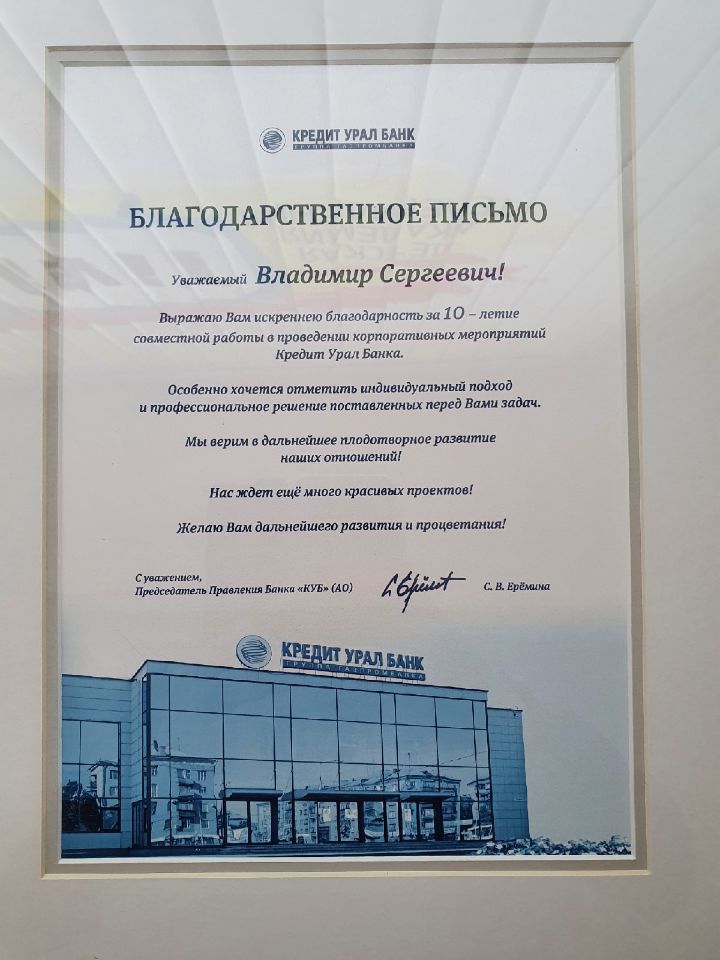 КРЕДИТ УРАЛ БАНК
ГРУППА ГАЗПРОМБАНКА
БЛАГОДАРСТВЕННОЕ ПИСЬМО
Уважаемый Владимир Сергеевич!
Выражаю Вам искреннею благодарность за 10 – летие
совместной работы в проведении корпоративных мероприятий
Кредит Урал Банка.
Особенно хочется отметить индивидуальный подход
и профессиональное решение поставленных перед Вами задач.
Мы верим в дальнейшее плодотворное развитие
наших отношений!
Нас ждет ещё много красивых проектов!
Желаю Вам дальнейшего развития и процветания!
С уважением,
Председатель Правления Банка «КУБ» (АО) С. В. Ерёмина
КРЕДИТ УРАЛ БАНК
ГРУППА ГАЗПРОМБАНКА